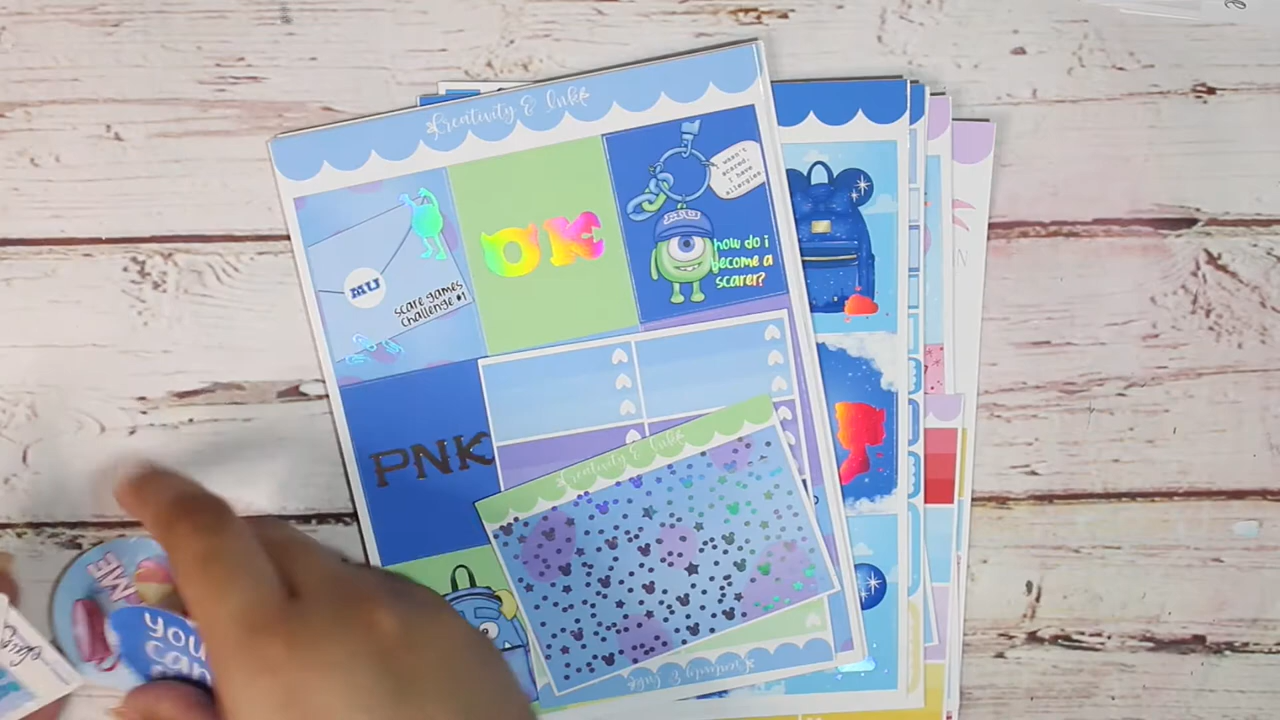 Creativity & Inkk
I wasn't
scared,
I have
allergies.
OK
MU
how do i
become a
scarer?
MU
scare games
challenge #1
PNK
Creativity & Inkk
ME
you
can
Creativity & Inkk